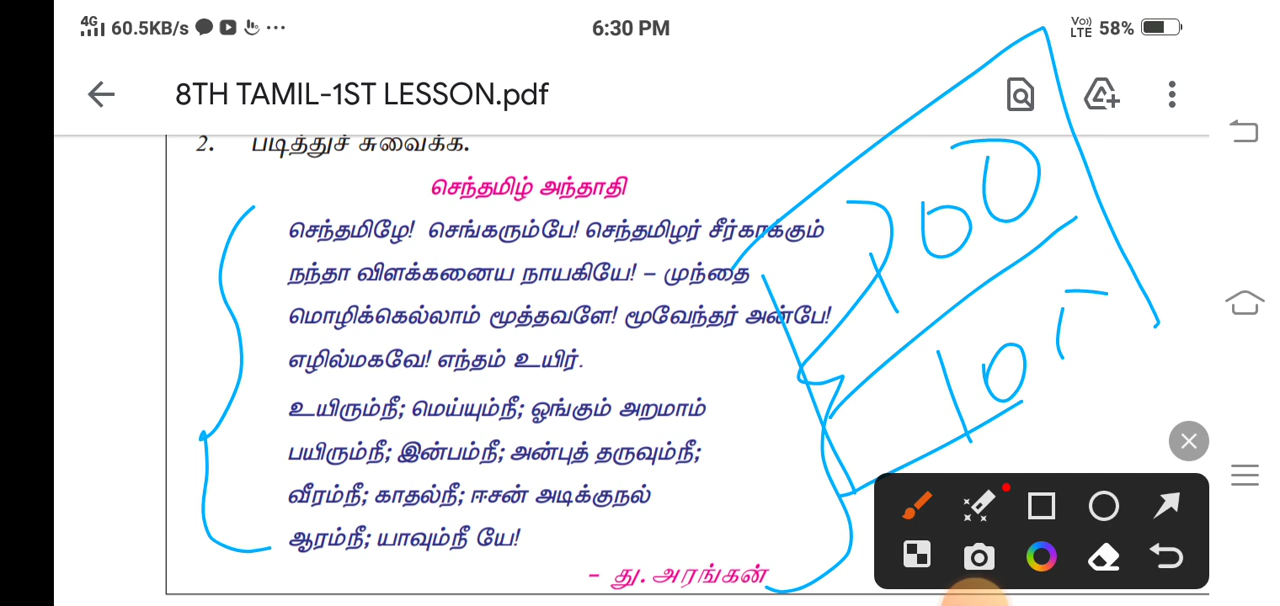 4G 60.5KB/s
6:30 PM
Vo)) LTE 58%
8TH TAMIL-1ST LESSON.pdf
2. படித்துச் சுவைக்க.
செந்தமிழ் அந்தாதி
செந்தமிழே! செங்கரும்பே! செந்தமிழர் சீர்காக்கும்
நந்தா விளக்கனைய நாயகியே! – முந்தை
மொழிக்கெல்லாம் மூத்தவளே! மூவேந்தர் அன்பே!
எழில்மகவே! எந்தம் உயிர்.
உயிரும்நீ; மெய்யும்நீ; ஓங்கும் அறமாம்
பயிரும்நீ; இன்பம்நீ; அன்புத் தருவும்நீ;
வீரம்நீ; காதல்நீ; ஈசன் அடிக்குநல்
ஆரம்நீ; யாவும்நீ யே!
– து. அரங்கன்